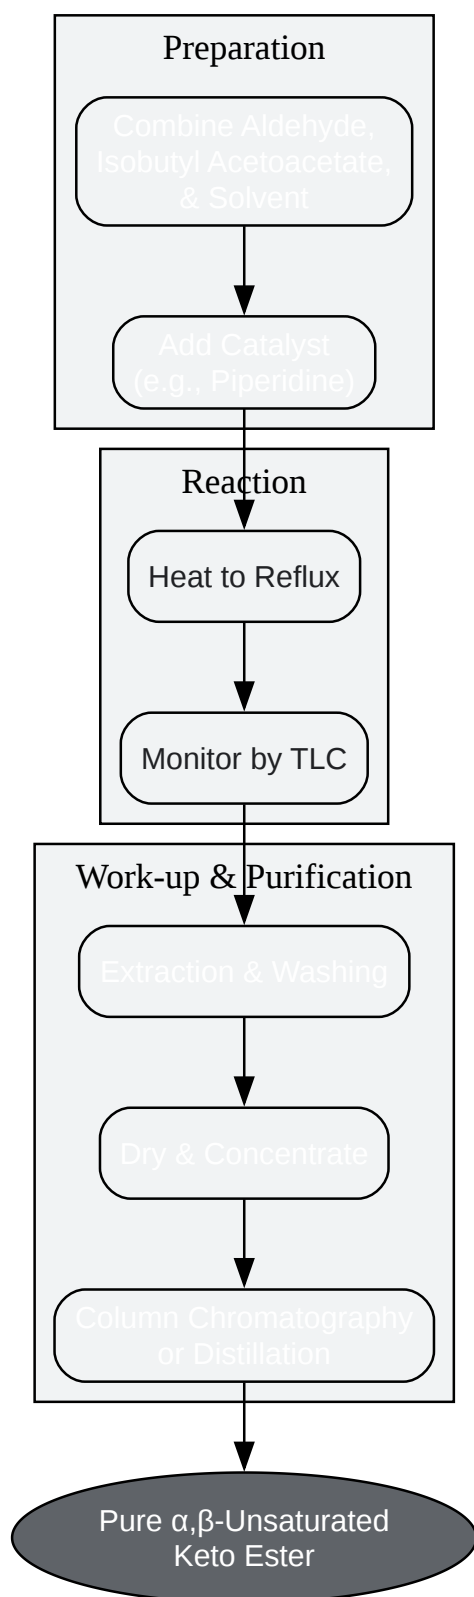 Preparation
Combine Aldehyde,
Isobutyl Acetoacetate,
& Solvent
Add Catalyst
(e.g., Piperidine)
Reaction
Heat to Reflux
Monitor by TLC
Work-up & Purification
Extraction & Washing
Dry & Concentrate
Column Chromatography
or Distillation
Pure α,β-Unsaturated
Keto Ester